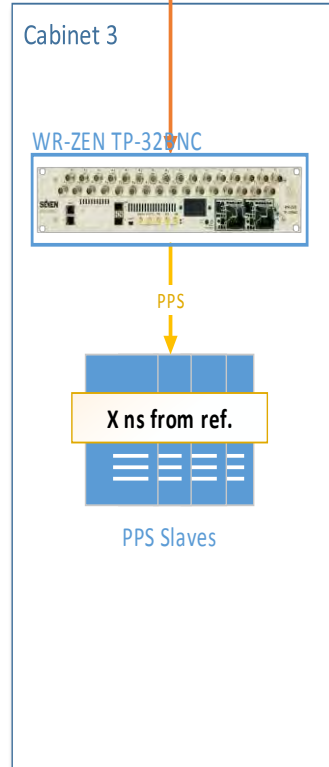 Cabinet 3
WR-ZEN TP-32BNC
PPS
X ns from ref.
PPS Slaves